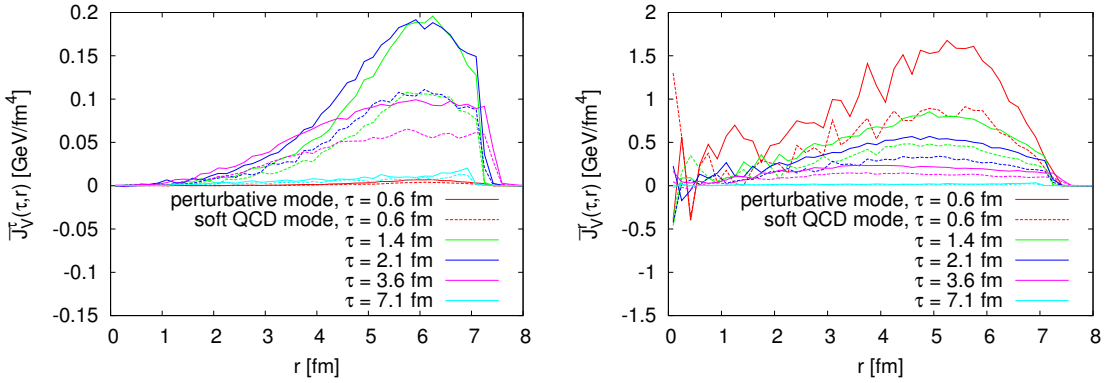 0.2
0.15
0.1
0.05
0
-0.05
-0.1
-0.15
J̅ʳ_V(τ,r) [GeV/fm⁴]
perturbative mode, τ = 0.6 fm
soft QCD mode, τ = 0.6 fm
τ = 1.4 fm
τ = 2.1 fm
τ = 3.6 fm
τ = 7.1 fm
0 1 2 3 4 5 6 7 8
r [fm]
2
1.5
1
0.5
0
-0.5
-1
-1.5
J̅^τ_V(τ,r) [GeV/fm⁴]
perturbative mode, τ = 0.6 fm
soft QCD mode, τ = 0.6 fm
τ = 1.4 fm
τ = 2.1 fm
τ = 3.6 fm
τ = 7.1 fm
0 1 2 3 4 5 6 7 8
r [fm]